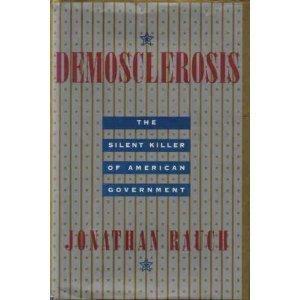 DEMOSCLEROSIS
THE
SILENT KILLER
OF AMERICAN
GOVERNMENT
JONATHAN RAUCH